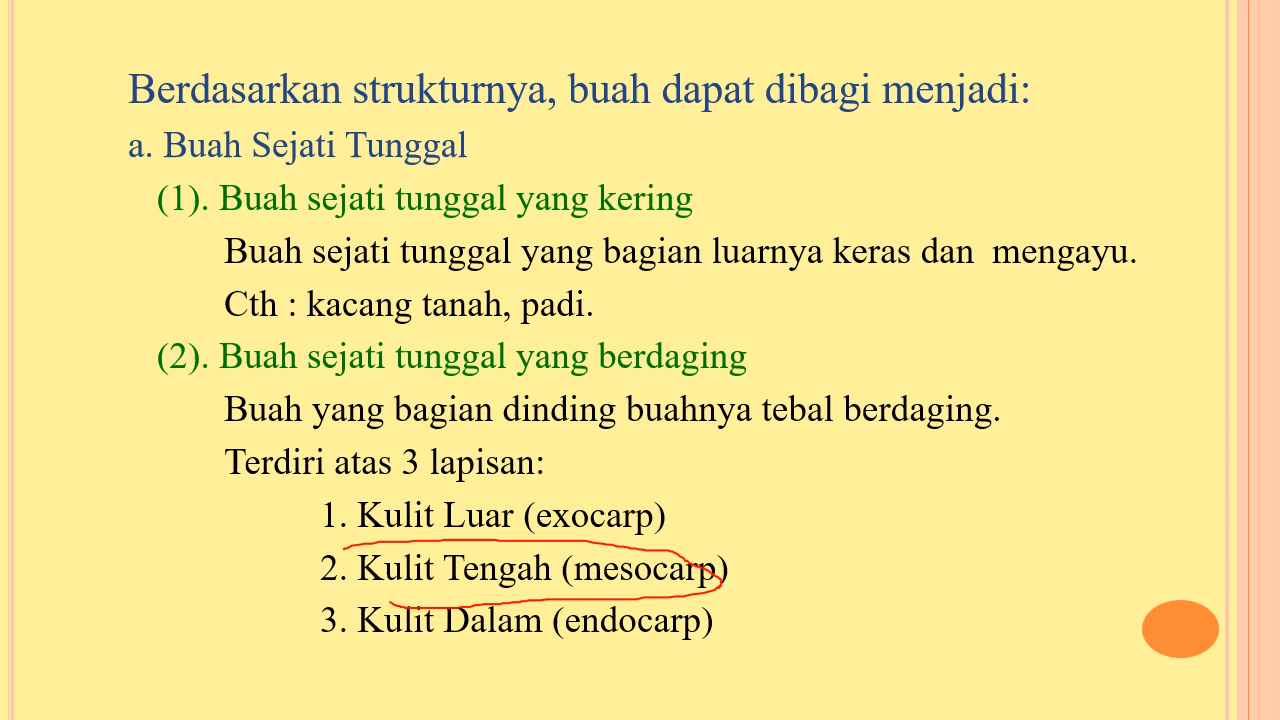 Berdasarkan strukturnya, buah dapat dibagi menjadi:
a. Buah Sejati Tunggal
(1). Buah sejati tunggal yang kering
Buah sejati tunggal yang bagian luarnya keras dan  mengayu.
Cth : kacang tanah, padi.
(2). Buah sejati tunggal yang berdaging
Buah yang bagian dinding buahnya tebal berdaging.
Terdiri atas 3 lapisan:
1. Kulit Luar (exocarp)
2. Kulit Tengah (mesocarp)
3. Kulit Dalam (endocarp)